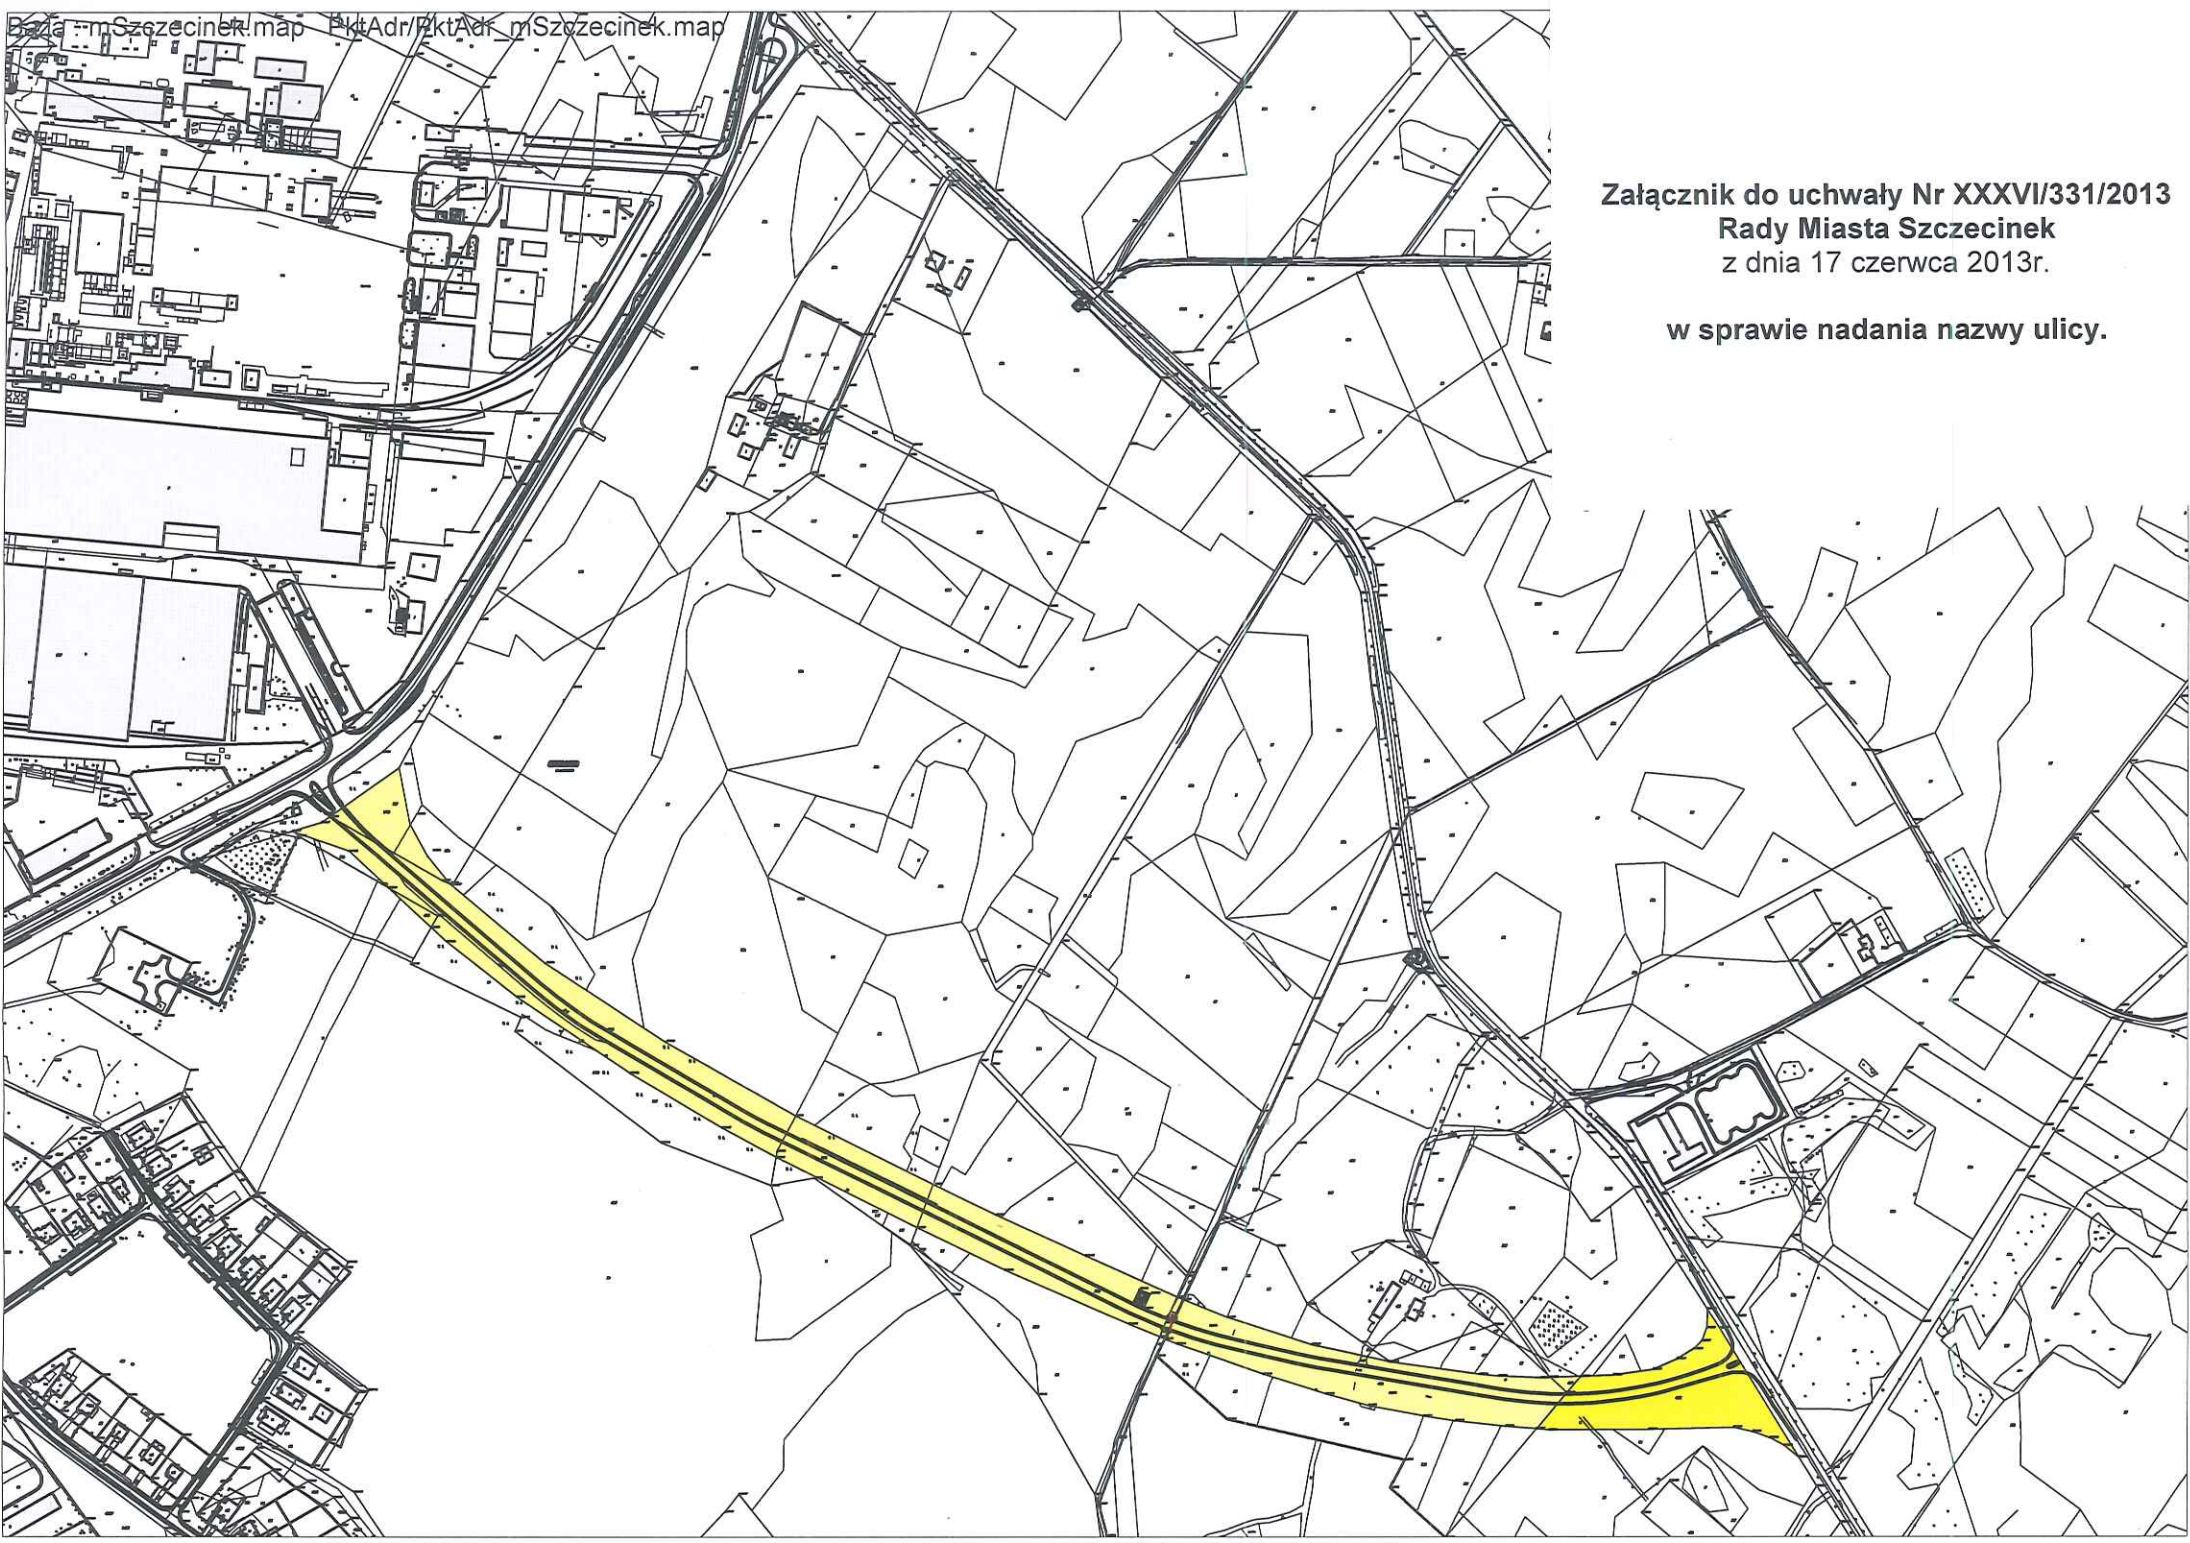 Baza - mSzczecinek.map PktAdr/PktAdr_mSzczecinek.map
Załącznik do uchwały Nr XXXVI/331/2013
Rady Miasta Szczecinek
z dnia 17 czerwca 2013r.
w sprawie nadania nazwy ulicy.